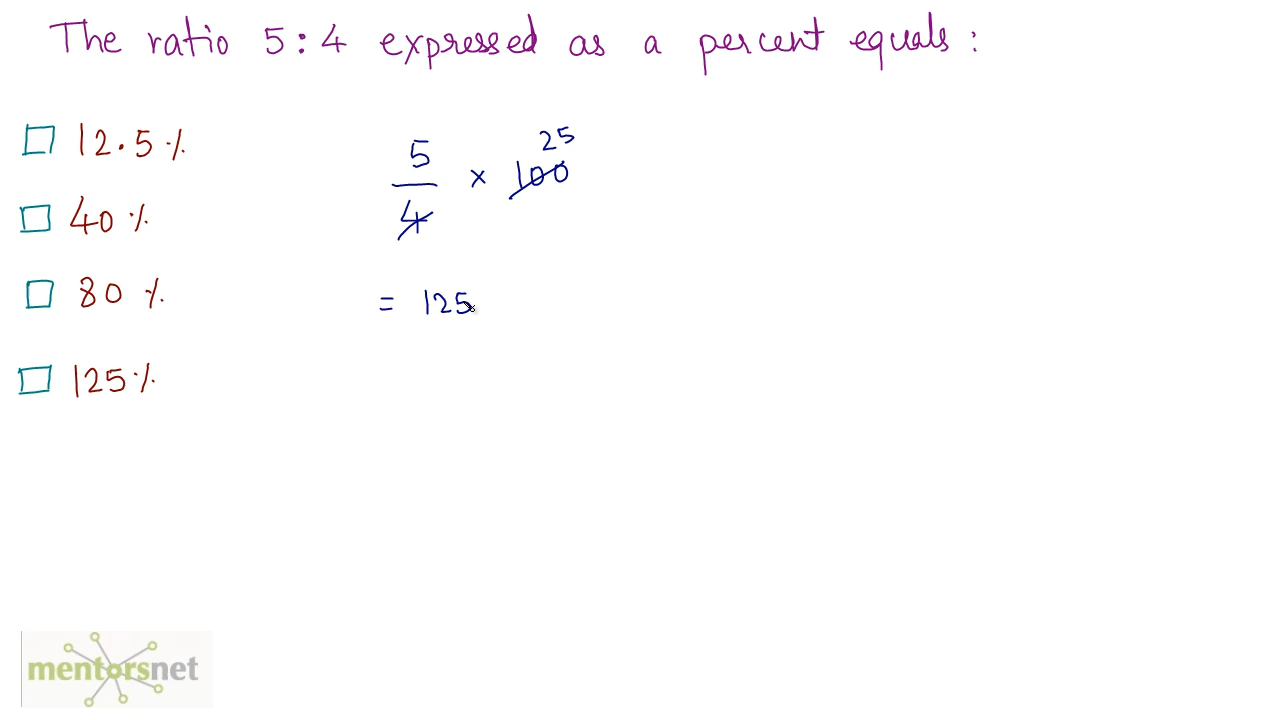 The ratio 5:4 expressed as a percent equals:
12.5%
40%
80%
125%
5/4 × 100 25
= 125
mentorsnet